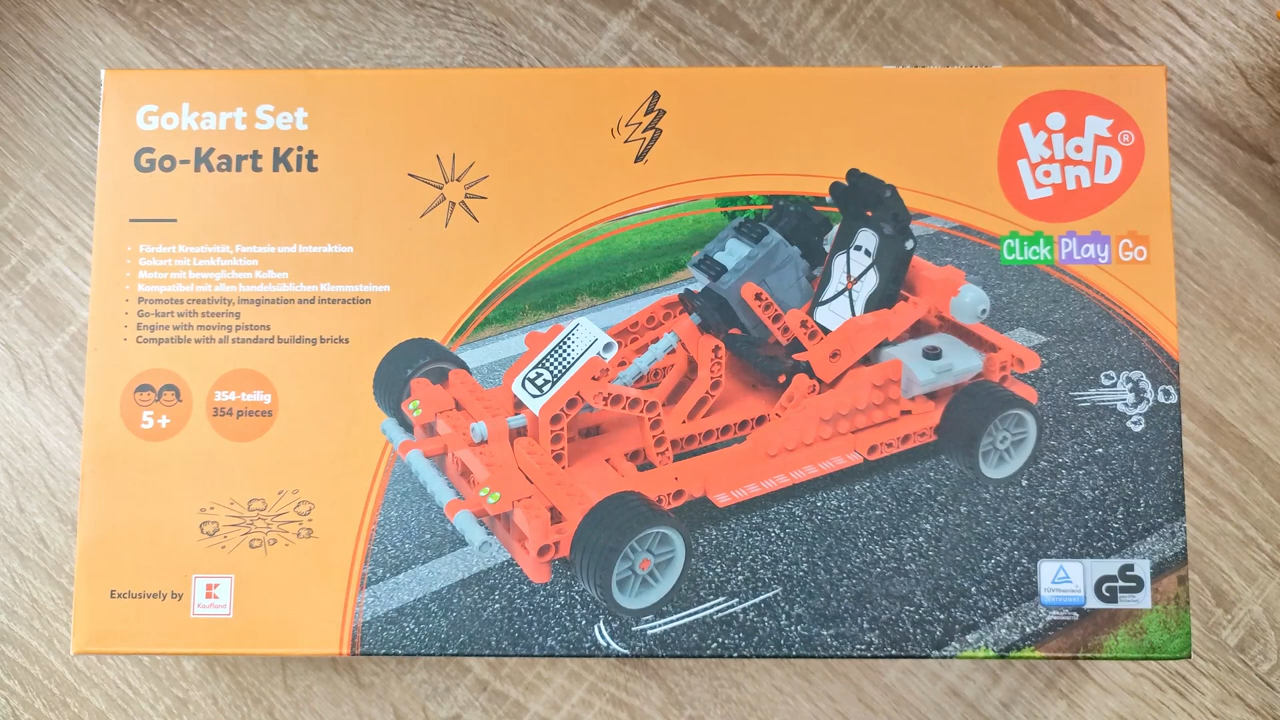 Gokart Set
Go-Kart Kit
• Fördert Kreativität, Fantasie und Interaktion
• Gokart mit Lenkfunktion
• Motor mit beweglichem Kolben
• Kompatibel mit allen handelsüblichen Klemmsteinen
• Promotes creativity, imagination and interaction
• Go-kart with steering
• Engine with moving pistons
• Compatible with all standard building bricks
5+
354-teilig
354 pieces
Exclusively by
K
Kaufland
kid
Land
®
Click Play Go
TÜVRheinland
GS